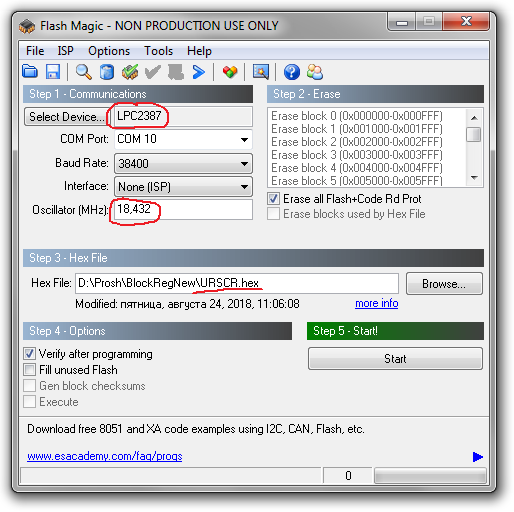 Flash Magic - NON PRODUCTION USE ONLY
File ISP Options Tools Help
Step 1 - Communications
Select Device... LPC2387
COM Port: COM 10
Baud Rate: 38400
Interface: None (ISP)
Oscillator (MHz): 18,432
Step 2 - Erase
Erase block 0 (0x000000-0x000FFF)
Erase block 1 (0x001000-0x001FFF)
Erase block 2 (0x002000-0x002FFF)
Erase block 3 (0x003000-0x003FFF)
Erase block 4 (0x004000-0x004FFF)
Erase block 5 (0x005000-0x005FFF)
Erase all Flash+Code Rd Prot
Erase blocks used by Hex File
Step 3 - Hex File
Hex File: D:\Prosh\BlockRegNew\URSCR.hex Browse...
Modified: пятница, августа 24, 2018, 11:06:08 more info
Step 4 - Options
Verify after programming
Fill unused Flash
Gen block checksums
Execute
Step 5 - Start!
Start
Download free 8051 and XA code examples using I2C, CAN, Flash, etc.
www.esacademy.com/faq/progs
0